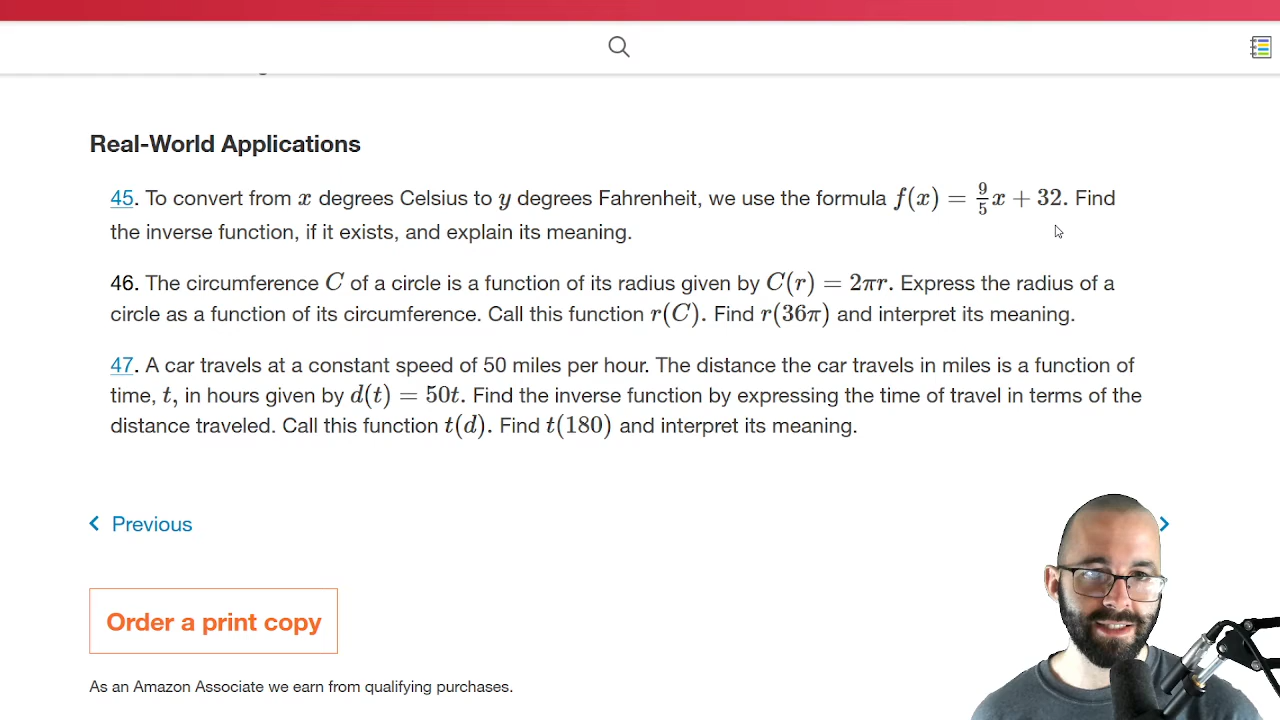 Real-World Applications
45. To convert from x degrees Celsius to y degrees Fahrenheit, we use the formula f(x) = 9/5 x + 32. Find
the inverse function, if it exists, and explain its meaning.
46. The circumference C of a circle is a function of its radius given by C(r) = 2πr. Express the radius of a
circle as a function of its circumference. Call this function r(C). Find r(36π) and interpret its meaning.
47. A car travels at a constant speed of 50 miles per hour. The distance the car travels in miles is a function of
time, t, in hours given by d(t) = 50t. Find the inverse function by expressing the time of travel in terms of the
distance traveled. Call this function t(d). Find t(180) and interpret its meaning.
Previous
Order a print copy
As an Amazon Associate we earn from qualifying purchases.